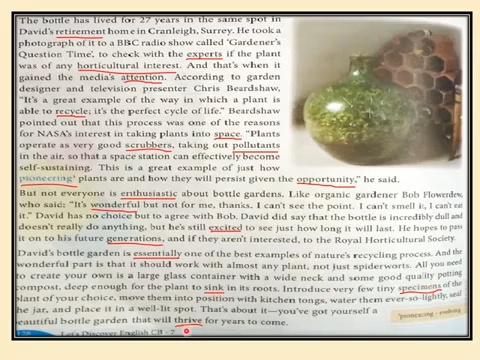 The bottle has lived for 27 years in the same spot in
David's retirement home in Cranleigh, Surrey. He took a
photograph of it to a BBC radio show called 'Gardener's
Question Time', to check with the experts if the plant
was of any horticultural interest. And that's when it
gained the media's attention. According to garden
designer and television presenter Chris Beardshaw,
"It's a great example of the way in which a plant is
able to recycle; it's the perfect cycle of life." Beardshaw
pointed out that this process was one of the reasons
for NASA's interest in taking plants into space. "Plants
operate as very good scrubbers, taking out pollutants
in the air, so that a space station can effectively become
self-sustaining. This is a great example of just how
pioneering* plants are and how they will persist given the opportunity," he said.
But not everyone is enthusiastic about bottle gardens. Like organic gardener Bob Flowerdew,
who said: "It's wonderful but not for me, thanks. I can't see the point. I can't smell it, I can't eat
it." David has no choice but to agree with Bob. David did say that the bottle is incredibly dull and
doesn't really do anything, but he's still excited to see just how long it will last. He hopes to pass
it on to his future generations, and if they aren't interested, to the Royal Horticultural Society.
David's bottle garden is essentially one of the best examples of nature's recycling process. And the
wonderful part is that it should work with almost any plant, not just spiderworts. All you need
to create your own is a large glass container with a wide neck and some good quality potting
compost, deep enough for the plant to sink in its roots. Introduce very few tiny specimens of the
plant of your choice, move them into position with kitchen tongs, water them ever-so-lightly, seal
the jar, and place it in a well-lit spot. That's about it—you've got yourself a
beautiful bottle garden that will thrive for years to come.
*pioneering – evolving
Let's Discover English CB - 7